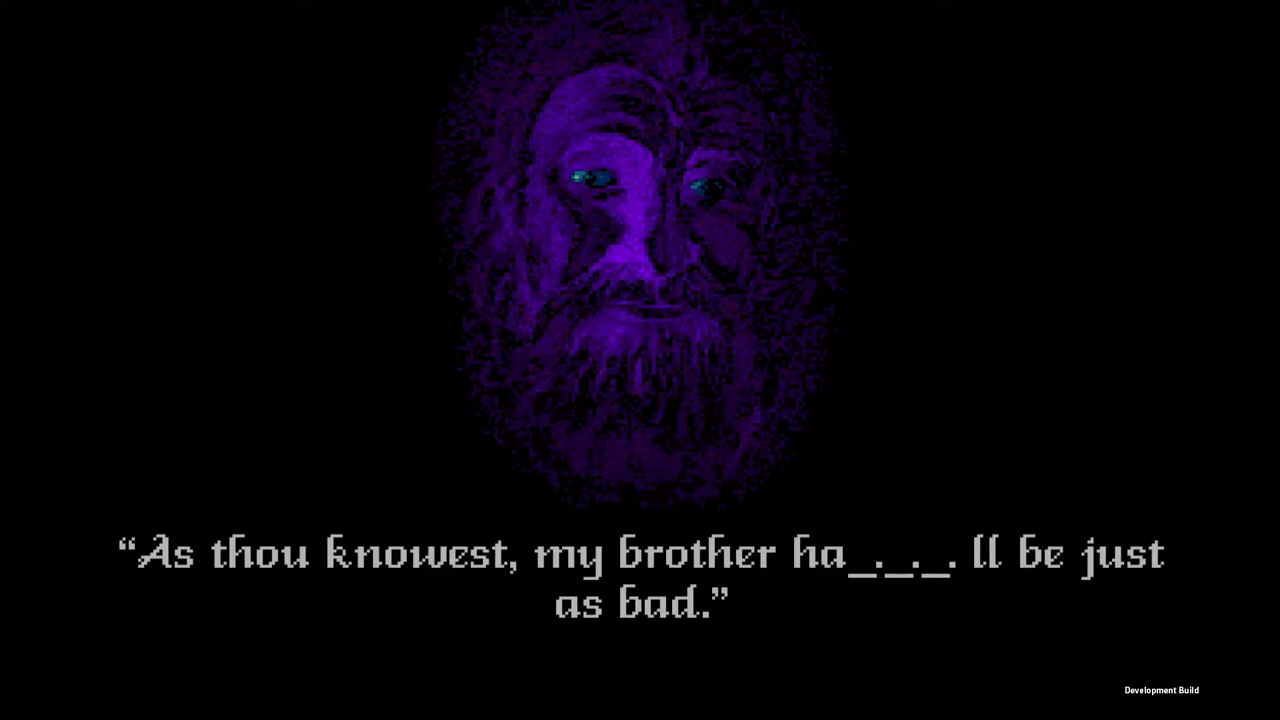 “As thou knowest, my brother ha_._._. ll be just
as bad.”
Development Build